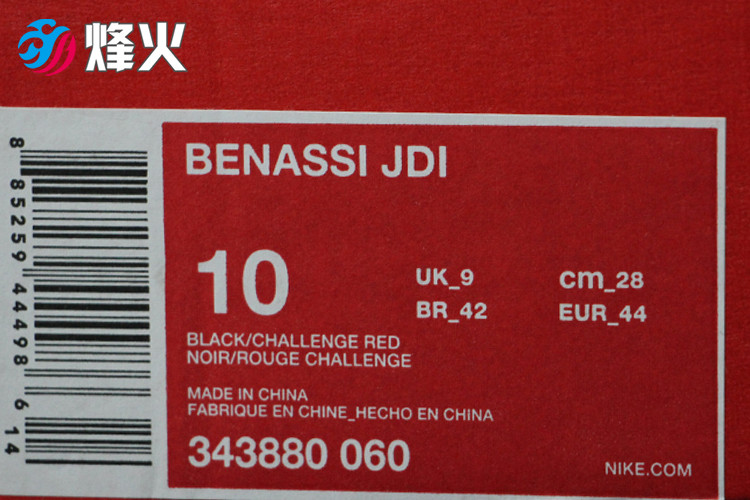 烽火
BENASSI JDI
10
UK_9
cm_28
BR_42
EUR_44
BLACK/CHALLENGE RED
NOIR/ROUGE CHALLENGE
MADE IN CHINA
FABRIQUE EN CHINE_HECHO EN CHINA
343880 060
NIKE.COM
8 85259 44498 6 14